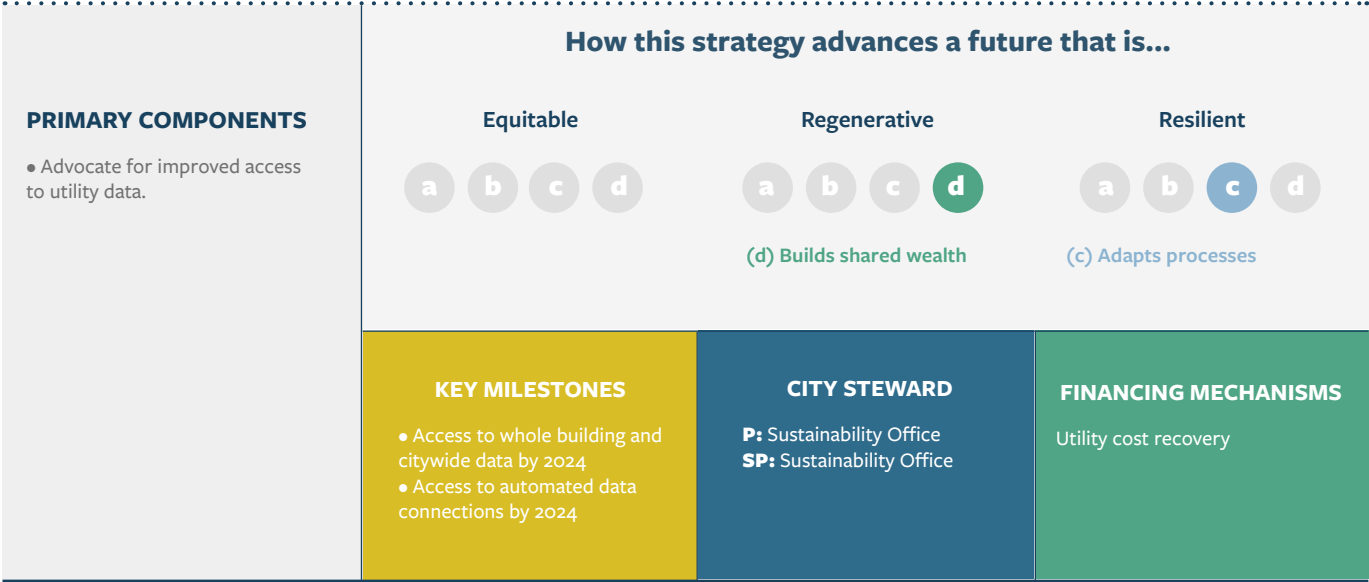 How this strategy advances a future that is...
PRIMARY COMPONENTS
• Advocate for improved access
to utility data.
Equitable
a b c d
Regenerative
a b c d
(d) Builds shared wealth
Resilient
a b c d
(c) Adapts processes
KEY MILESTONES
• Access to whole building and
citywide data by 2024
• Access to automated data
connections by 2024
CITY STEWARD
P: Sustainability Office
SP: Sustainability Office
FINANCING MECHANISMS
Utility cost recovery